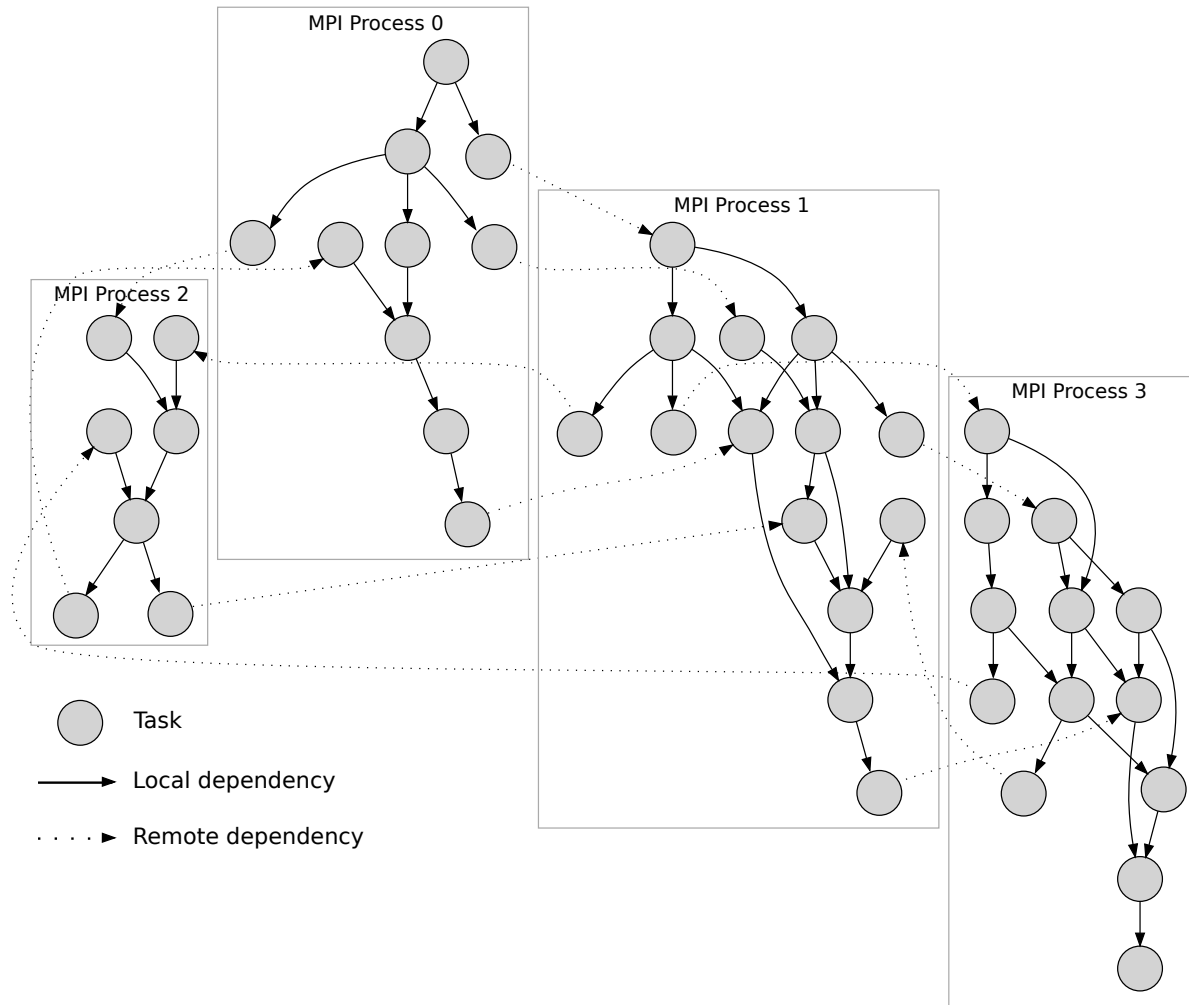 MPI Process 0
MPI Process 1
MPI Process 2
MPI Process 3
Task
Local dependency
Remote dependency